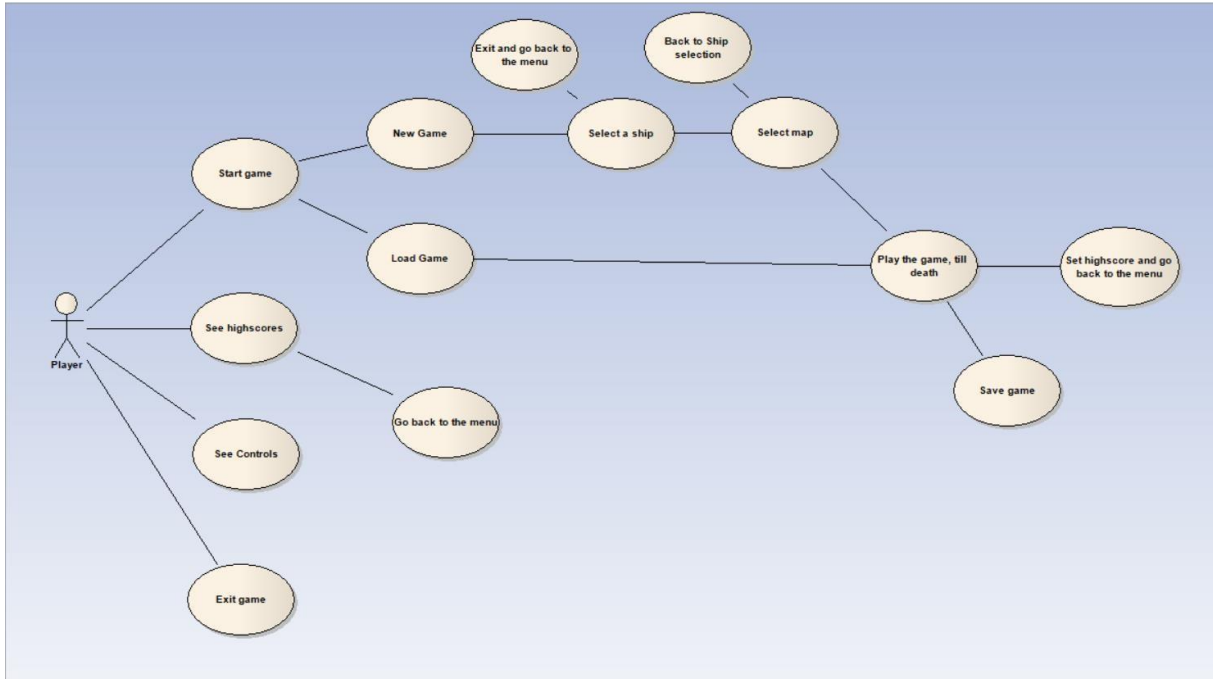 Exit and go back to
the menu
Back to Ship
selection
New Game
Select a ship
Select map
Start game
Load Game
Play the game, till
death
Set highscore and go
back to the menu
See highscores
Player
Save game
Go back to the menu
See Controls
Exit game